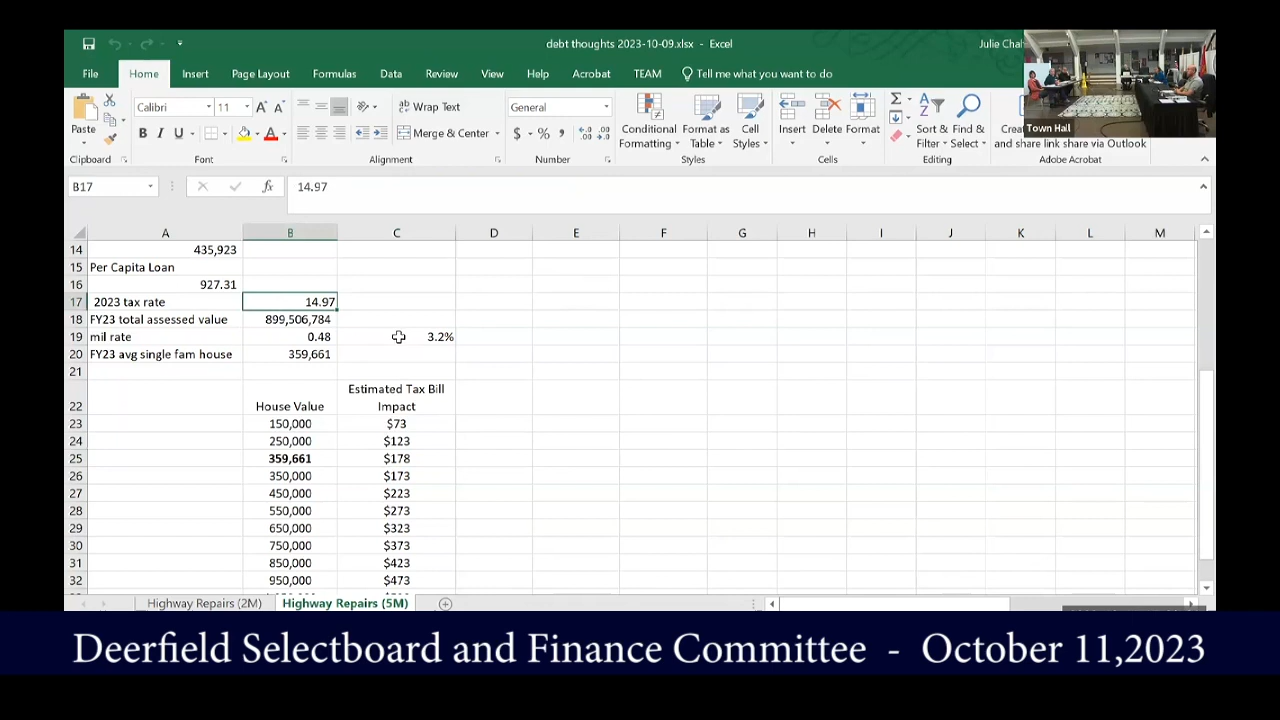 debt thoughts 2023-10-09.xlsx - Excel
Julie Chal
File Home Insert Page Layout Formulas Data Review View Help Acrobat TEAM Tell me what you want to do
Calibri 11 Wrap Text General
Paste B I U Merge & Center $ % , Conditional Formatting Format as Table Cell Styles Insert Delete Format Sort & Filter Find & Select
and share link share via Outlook
Clipboard Font Alignment Number Styles Cells Editing Adobe Acrobat
Town Hall
B17 fx 14.97
A B C D E F G H I J K L M
14 435,923
15 Per Capita Loan
16 927.31
17 2023 tax rate 14.97
18 FY23 total assessed value 899,506,784
19 mil rate 0.48 3.2%
20 FY23 avg single fam house 359,661
21
22 House Value Estimated Tax Bill Impact
23 150,000 $73
24 250,000 $123
25 359,661 $178
26 350,000 $173
27 450,000 $223
28 550,000 $273
29 650,000 $323
30 750,000 $373
31 850,000 $423
32 950,000 $473
Highway Repairs (2M) Highway Repairs (5M)
Deerfield Selectboard and Finance Committee - October 11,2023